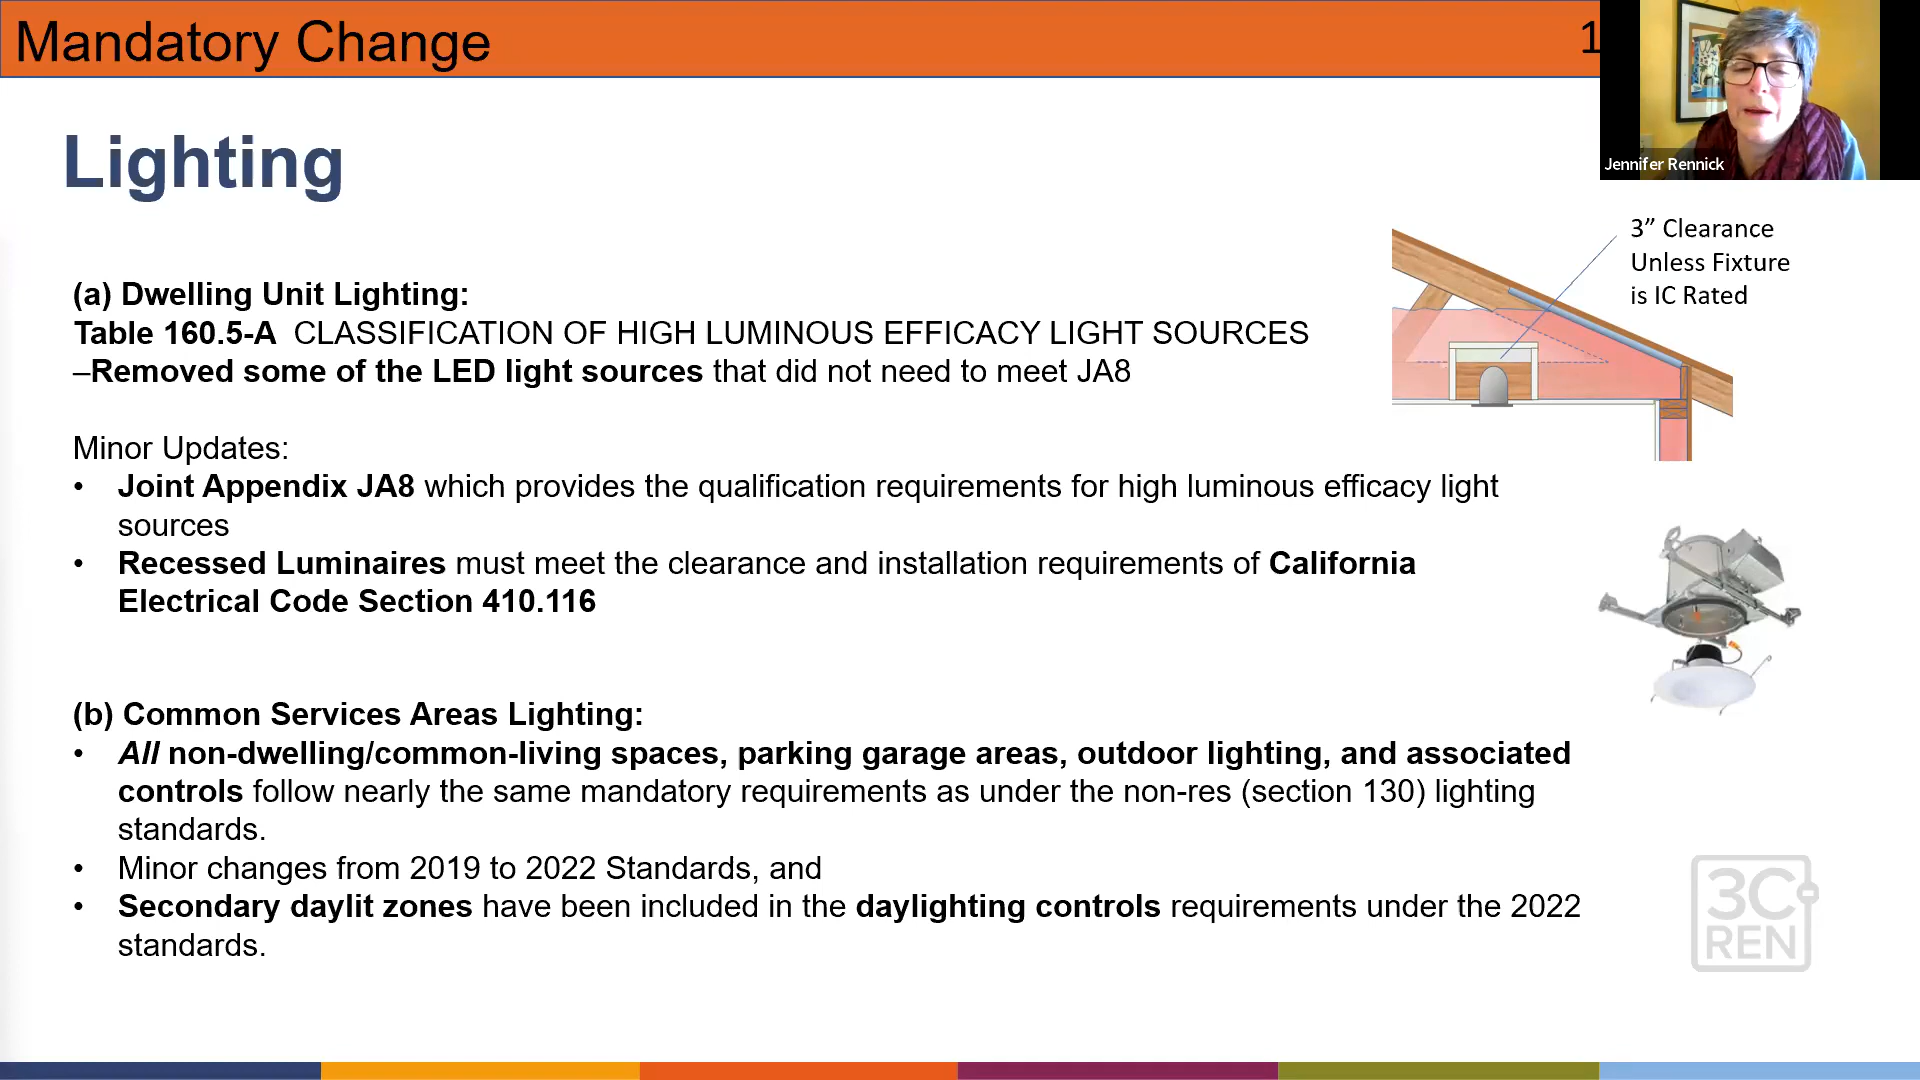 Mandatory Change
1
Jennifer Rennick
Lighting
3” Clearance
Unless Fixture
is IC Rated
(a) Dwelling Unit Lighting:
Table 160.5-A  CLASSIFICATION OF HIGH LUMINOUS EFFICACY LIGHT SOURCES
–Removed some of the LED light sources that did not need to meet JA8
Minor Updates:
• Joint Appendix JA8 which provides the qualification requirements for high luminous efficacy light
sources
• Recessed Luminaires must meet the clearance and installation requirements of California
Electrical Code Section 410.116
(b) Common Services Areas Lighting:
• All non-dwelling/common-living spaces, parking garage areas, outdoor lighting, and associated
controls follow nearly the same mandatory requirements as under the non-res (section 130) lighting
standards.
• Minor changes from 2019 to 2022 Standards, and
• Secondary daylit zones have been included in the daylighting controls requirements under the 2022
standards.
3C
REN